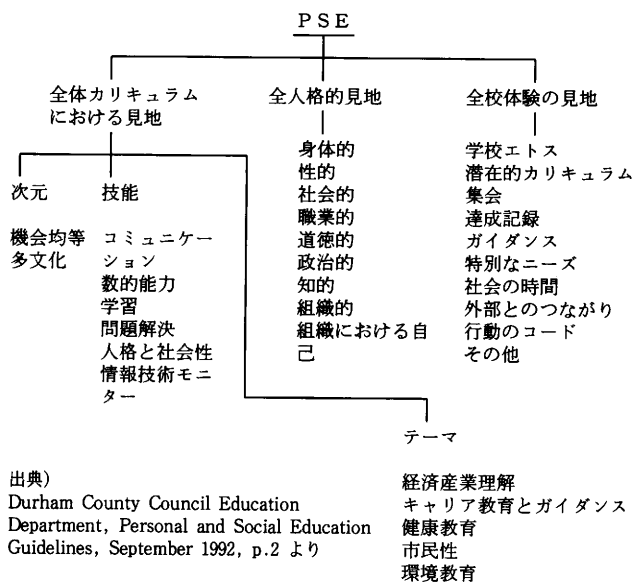 PSE
全体カリキュラム
における見地
次元
機会均等
多文化
技能
コミュニケー
ション
数的能力
学習
問題解決
人格と社会性
情報技術モニ
ター
全人格的見地
身体的
性的
社会的
職業的
道徳的
政治的
知的
組織的
組織における自
己
全校体験の見地
学校エトス
潜在的カリキュラム
集会
達成記録
ガイダンス
特別なニーズ
社会の時間
外部とのつながり
行動のコード
その他
テーマ
経済産業理解
キャリア教育とガイダンス
健康教育
市民性
環境教育
出典)
Durham County Council Education
Department, Personal and Social Education
Guidelines, September 1992, p.2 より